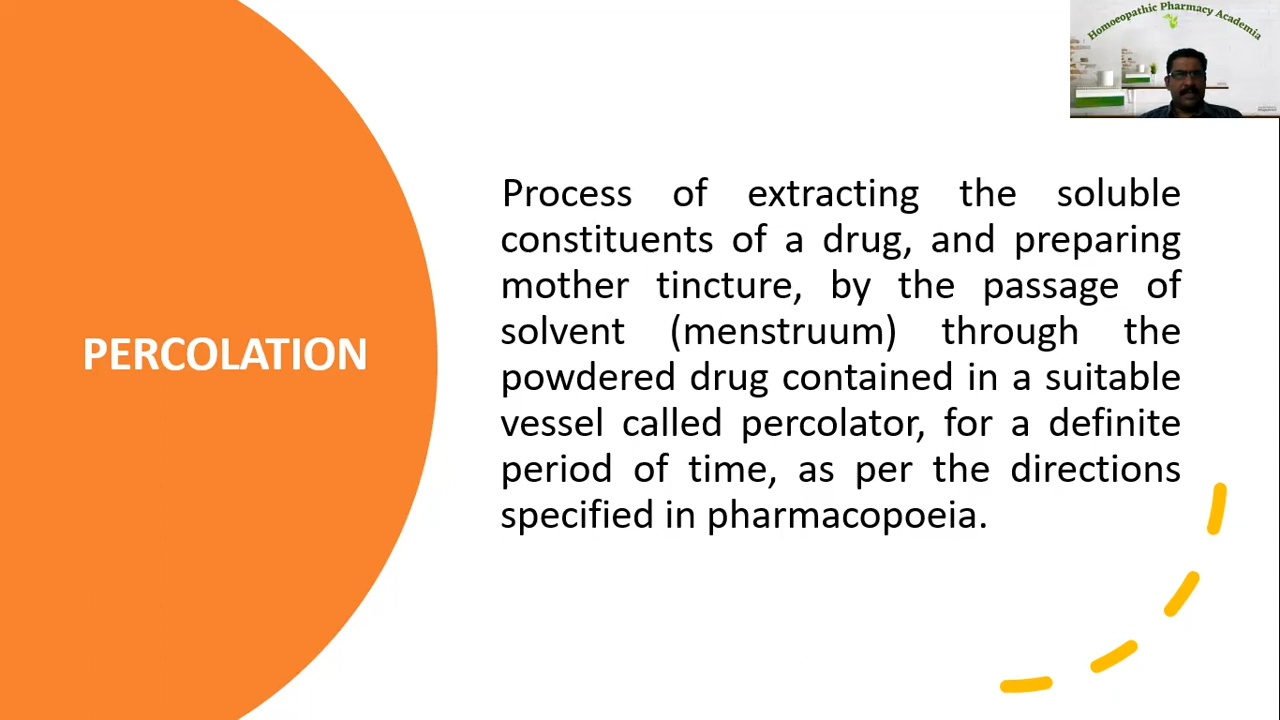 Homoeopathic Pharmacy Academia
PERCOLATION
Process of extracting the soluble
constituents of a drug, and preparing
mother tincture, by the passage of
solvent (menstruum) through the
powdered drug contained in a suitable
vessel called percolator, for a definite
period of time, as per the directions
specified in pharmacopoeia.